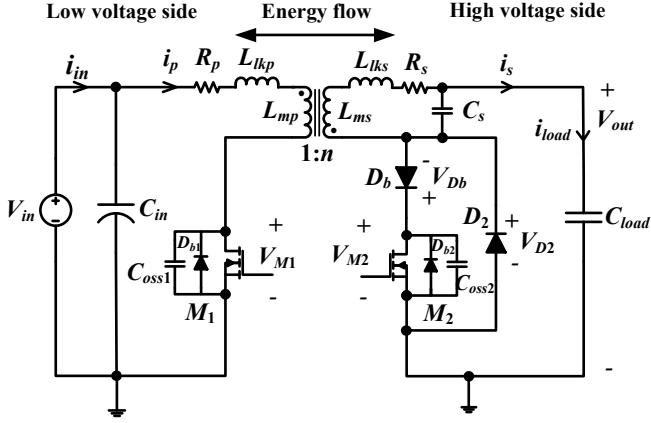 Low voltage side Energy flow High voltage side
i_in i_p R_p L_lkp L_lks R_s i_s
+
L_mp L_ms C_s V_out
i_load
1:n
D_b - V_Db
+
V_in + - C_in D_2 + C_load
D_b1 + + D_b2 V_D2
V_M1 V_M2 -
C_oss1 C_oss2
- -
M_1 M_2
-